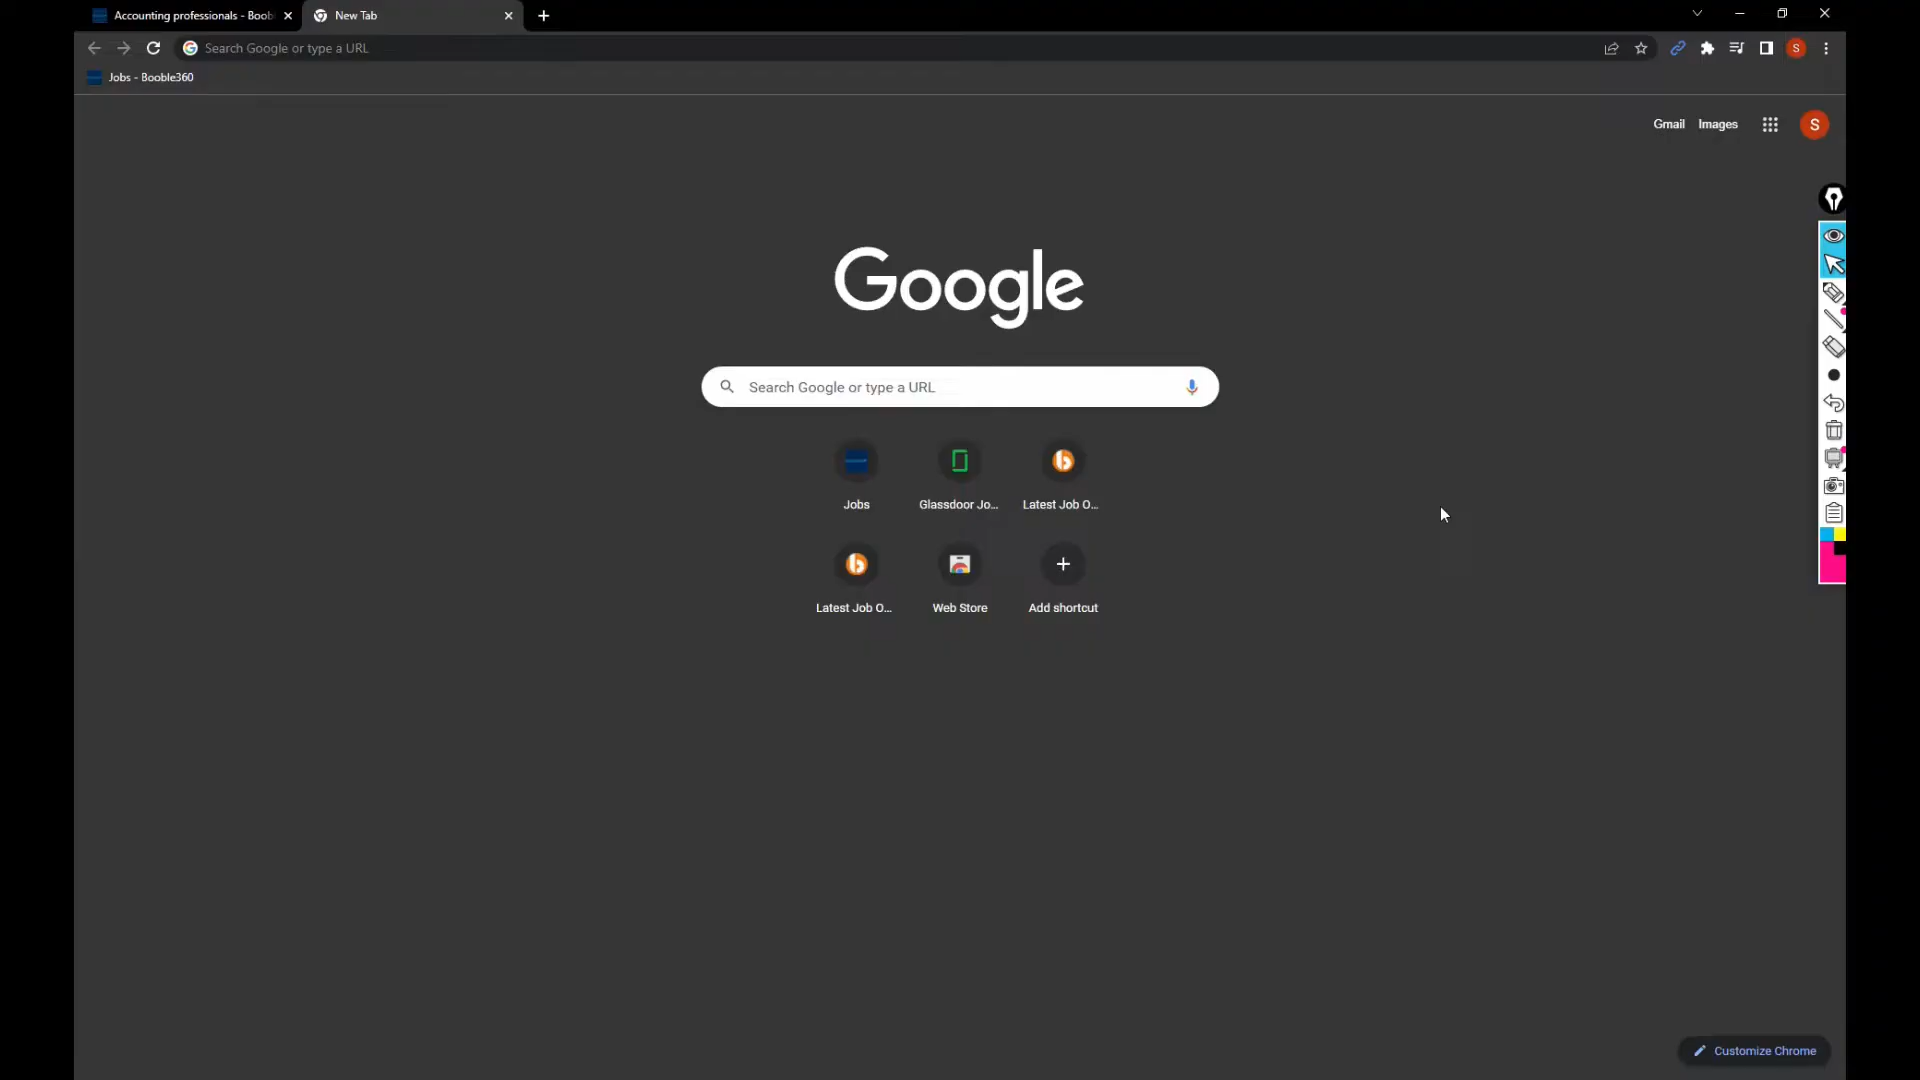 Accounting professionals - Boob
New Tab
Search Google or type a URL
S
Jobs - Booble360
Gmail
Images
S
Google
Search Google or type a URL
Jobs
Glassdoor Jo...
Latest Job O...
Latest Job O...
Web Store
Add shortcut
Customize Chrome